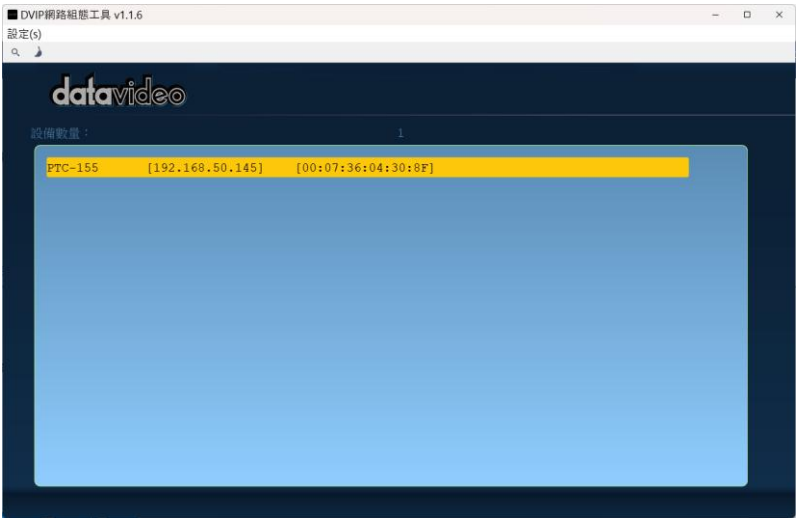 DVIP網路組態工具 v1.1.6
設定(s)
datavideo
設備數量： 1
PTC-155 [192.168.50.145] [00:07:36:04:30:8F]